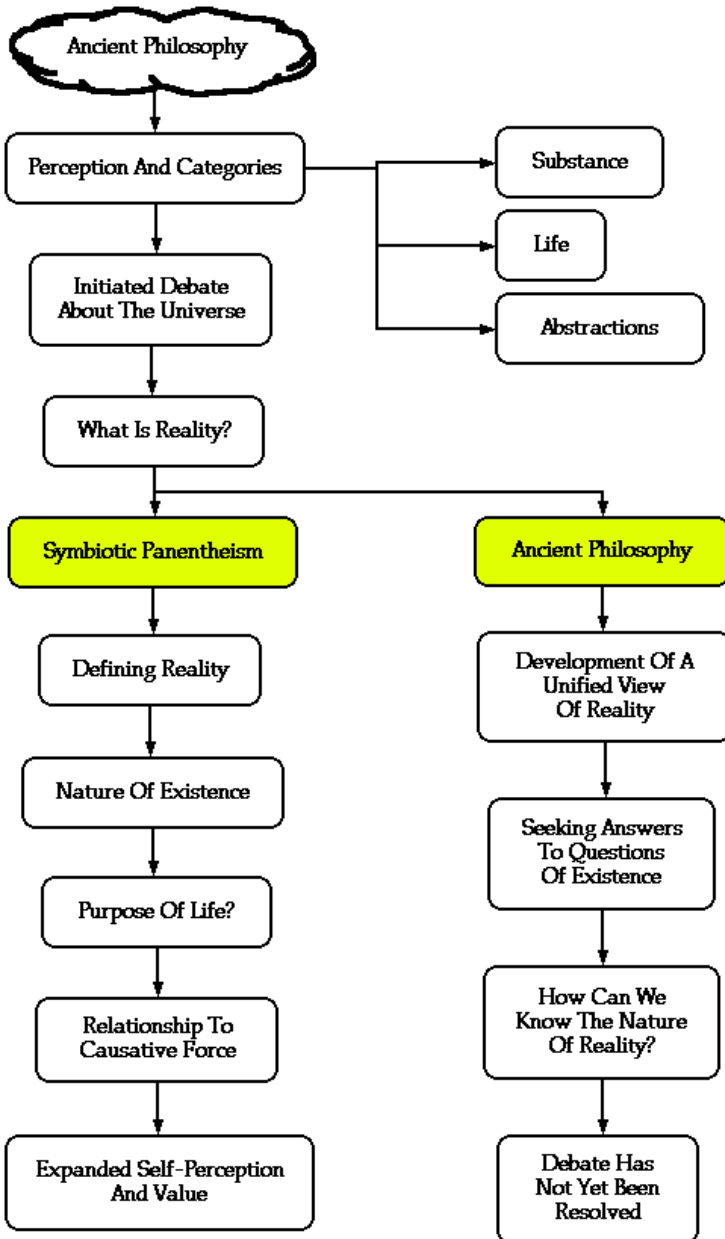 Ancient Philosophy
Perception And Categories
Substance
Life
Abstractions
Initiated Debate
About The Universe
What Is Reality?
Symbiotic Panentheism
Defining Reality
Nature Of Existence
Purpose Of Life?
Relationship To
Causative Force
Expanded Self-Perception
And Value
Ancient Philosophy
Development Of A
Unified View
Of Reality
Seeking Answers
To Questions
Of Existence
How Can We
Know The Nature
Of Reality?
Debate Has
Not Yet Been
Resolved